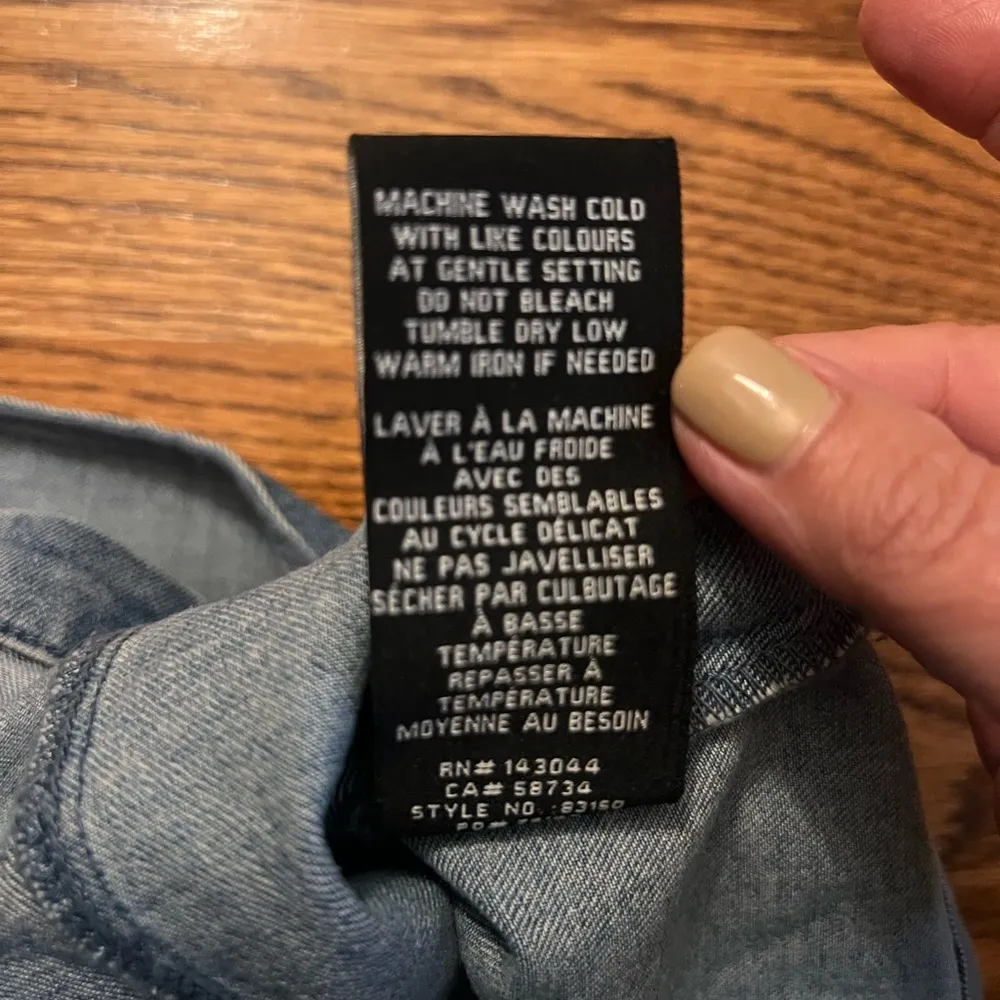 MACHINE WASH COLD
WITH LIKE COLOURS
AT GENTLE SETTING
DO NOT BLEACH
TUMBLE DRY LOW
WARM IRON IF NEEDED
LAVER À LA MACHINE
À L'EAU FROIDE
AVEC DES
COULEURS SEMBLABLES
AU CYCLE DÉLICAT
NE PAS JAVELLISER
SÉCHER PAR CULBUTAGE
À BASSE
TEMPÉRATURE
REPASSER À
TEMPÉRATURE
MOYENNE AU BESOIN
RN# 143044
CA# 58734
STYLE NO.